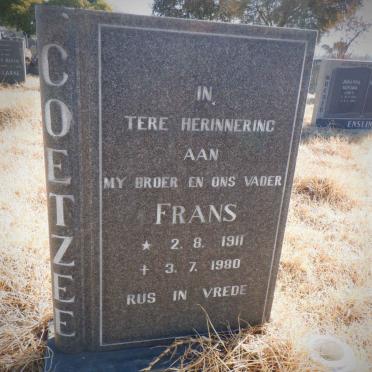 COETZEE
IN
TERE HERINNERING
AAN
MY BROER EN ONS VADER
FRANS
★ 2. 8. 1911
+ 3. 7. 1980
RUS IN VREDE
ENSLIN